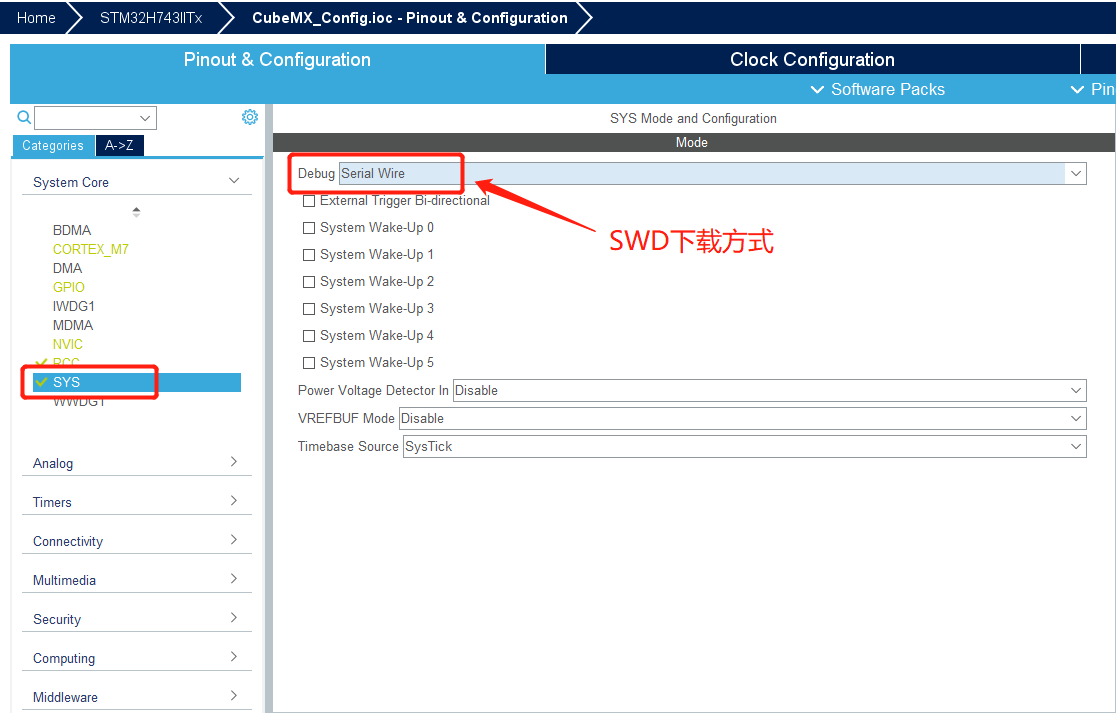 Home STM32H743IITx CubeMX_Config.ioc - Pinout & Configuration
Pinout & Configuration Clock Configuration
Software Packs
Categories A->Z
System Core
BDMA
CORTEX_M7
DMA
GPIO
IWDG1
MDMA
NVIC
RCC
SYS
WWDG1
Analog
Timers
Connectivity
Multimedia
Security
Computing
Middleware
SYS Mode and Configuration
Mode
Debug Serial Wire
External Trigger Bi-directional
System Wake-Up 0
SWD下载方式
System Wake-Up 1
System Wake-Up 2
System Wake-Up 3
System Wake-Up 4
System Wake-Up 5
Power Voltage Detector In Disable
VREFBUF Mode Disable
Timebase Source SysTick